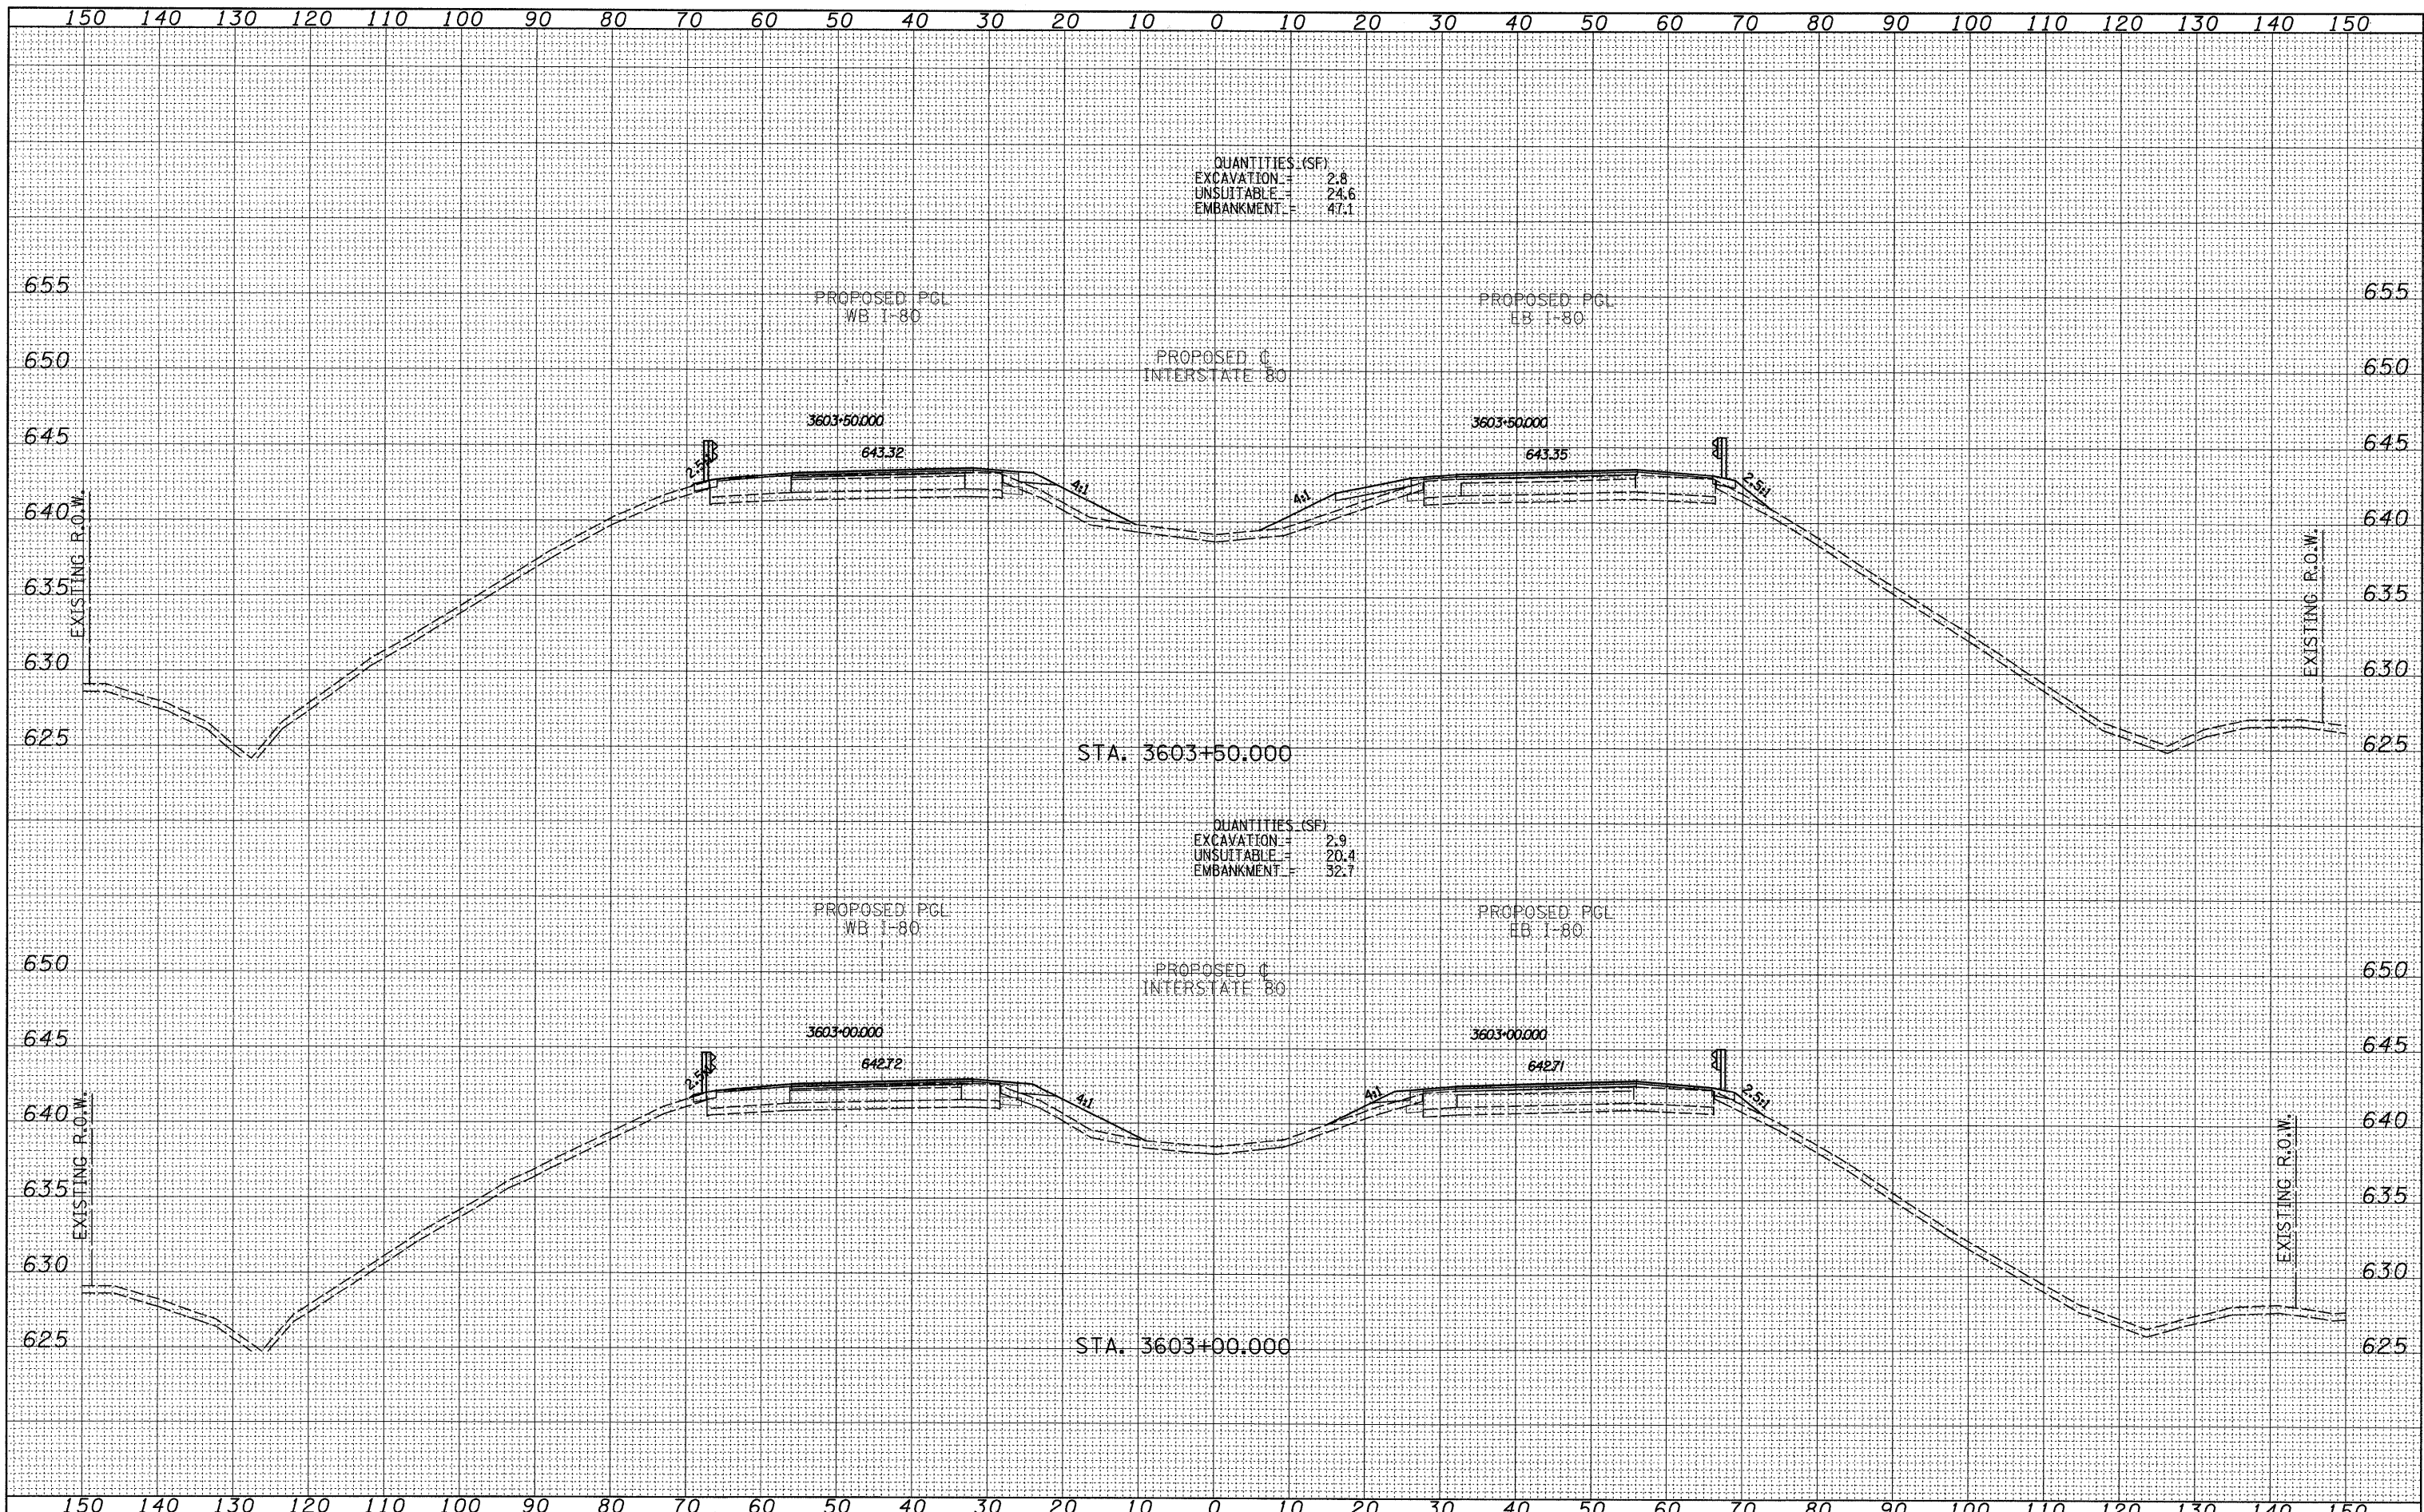 150 140 130 120 110 100 90 80 70 60 50 40 30 20 10 0 10 20 30 40 50 60 70 80 90 100 110 120 130 140 150
QUANTITIES (SF)
EXCAVATION = 2.8
UNSUITABLE = 24.6
EMBANKMENT = 47.1
655 655
PROPOSED PGL
WB I-80
PROPOSED PGL
EB I-80
650 650
PROPOSED ℄
INTERSTATE 80
3603+50.000 3603+50.000
645 645
643.32 643.35
2.5:1 4:1 4:1 2.5:1
640 640
EXISTING R.O.W. EXISTING R.O.W.
635 635
630 630
625 625
STA. 3603+50.000
QUANTITIES (SF)
EXCAVATION = 2.9
UNSUITABLE = 20.4
EMBANKMENT = 32.7
PROPOSED PGL
WB I-80
PROPOSED PGL
EB I-80
650 650
PROPOSED ℄
INTERSTATE 80
3603+00.000 3603+00.000
645 645
642.72 642.71
2.5:1 4:1 4:1 2.5:1
640 640
EXISTING R.O.W. EXISTING R.O.W.
635 635
630 630
625 625
STA. 3603+00.000
150 140 130 120 110 100 90 80 70 60 50 40 30 20 10 0 10 20 30 40 50 60 70 80 90 100 110 120 130 140 150